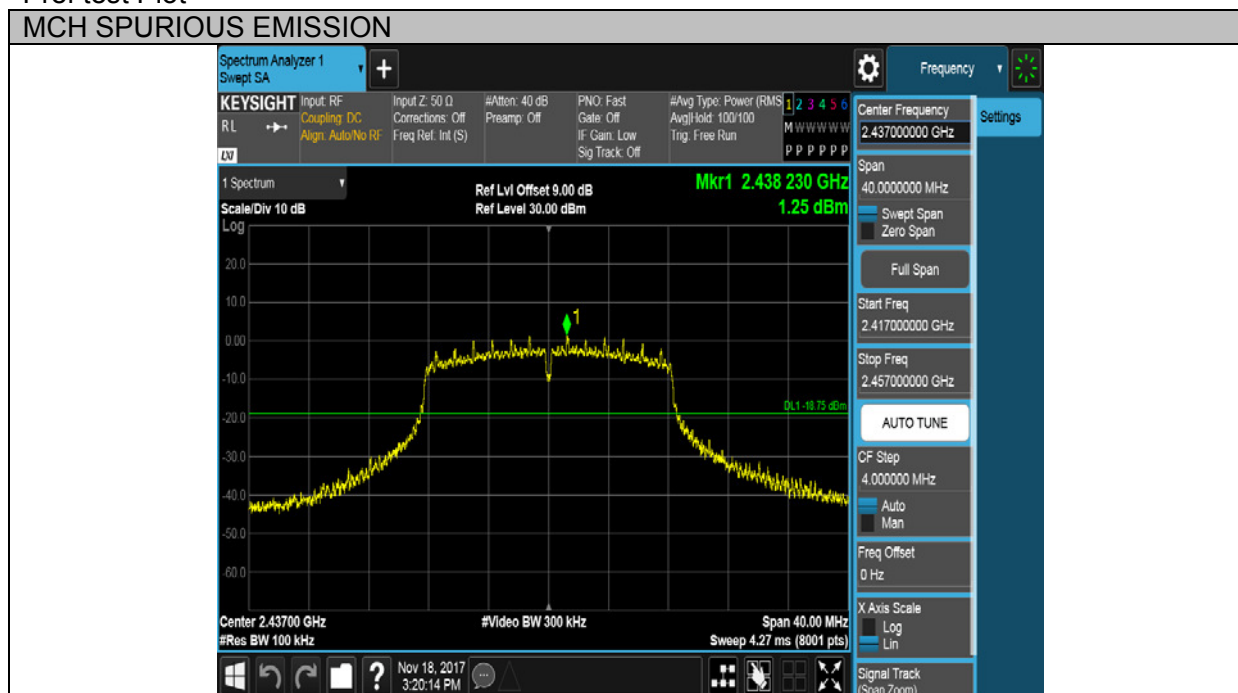 MCH SPURIOUS EMISSION
Spectrum Analyzer 1
Swept SA
+
Frequency
KEYSIGHT
RL
LXI
Input: RF
Coupling: DC
Align: Auto/No RF
Input Z: 50 Ω
Corrections: Off
Freq Ref: Int (S)
#Atten: 40 dB
Preamp: Off
PNO: Fast
Gate: Off
IF Gain: Low
Sig Track: Off
#Avg Type: Power (RMS
Avg|Hold: 100/100
Trig: Free Run
1 2 3 4 5 6
M W W W W W
P P P P P P
Center Frequency
2.437000000 GHz
Settings
1 Spectrum
Scale/Div 10 dB
Log
Ref Lvl Offset 9.00 dB
Ref Level 30.00 dBm
Mkr1 2.438 230 GHz
1.25 dBm
20.0
10.0
0.00
-10.0
-20.0
-30.0
-40.0
-50.0
-60.0
1
DL1 -18.75 dBm
Center 2.43700 GHz
#Res BW 100 kHz
#Video BW 300 kHz
Span 40.00 MHz
Sweep 4.27 ms (8001 pts)
Span
40.0000000 MHz
Swept Span
Zero Span
Full Span
Start Freq
2.417000000 GHz
Stop Freq
2.457000000 GHz
AUTO TUNE
CF Step
4.000000 MHz
Auto
Man
Freq Offset
0 Hz
X Axis Scale
Log
Lin
Signal Track
(Span Zoom)
?
Nov 18, 2017
3:20:14 PM